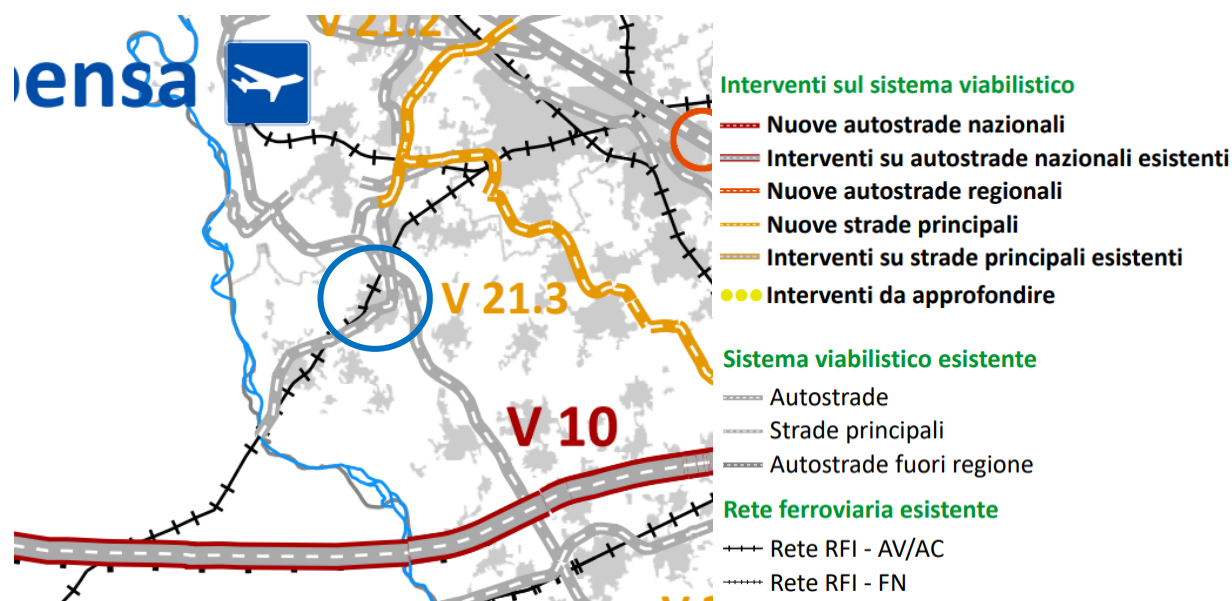 V 21.2
pensa
V 21.3
V 10
Interventi sul sistema viabilistico
Nuove autostrade nazionali
Interventi su autostrade nazionali esistenti
Nuove autostrade regionali
Nuove strade principali
Interventi su strade principali esistenti
Interventi da approfondire
Sistema viabilistico esistente
Autostrade
Strade principali
Autostrade fuori regione
Rete ferroviaria esistente
Rete RFI - AV/AC
Rete RFI - FN